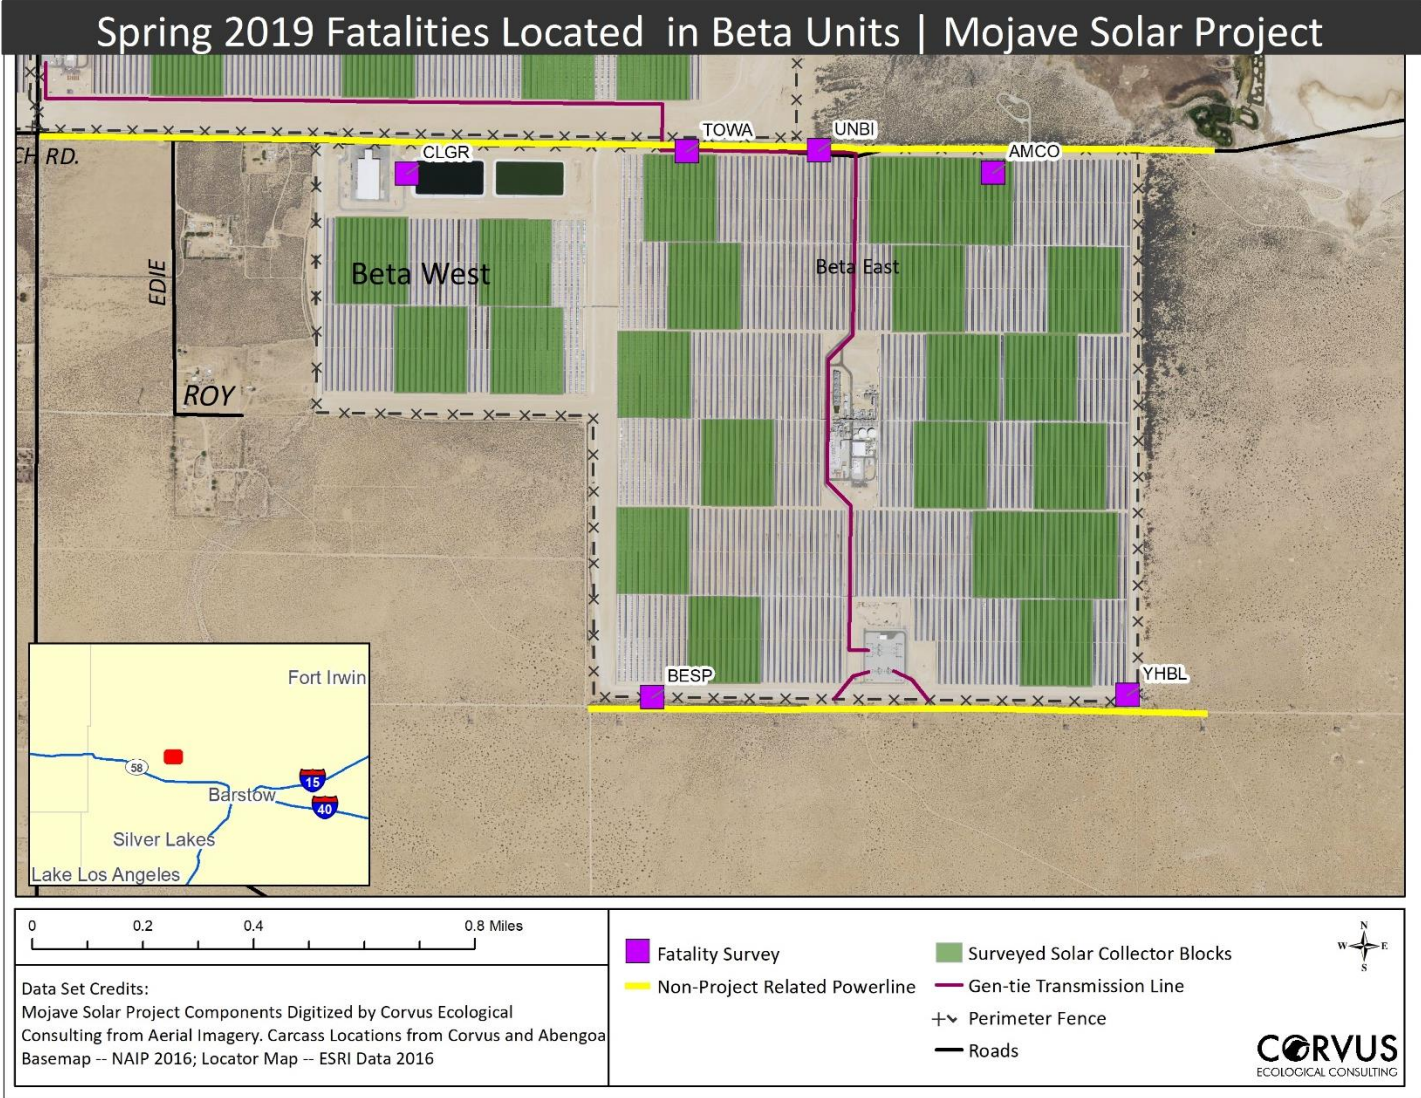 Spring 2019 Fatalities Located in Beta Units | Mojave Solar Project
TOWA
UNBI
CLGR
AMCO
CH RD.
EDIE
Beta West
Beta East
ROY
BESP
YHBL
Fort Irwin
58
15
Barstow
40
Silver Lakes
Lake Los Angeles
0 0.2 0.4 0.8 Miles
Data Set Credits:
Mojave Solar Project Components Digitized by Corvus Ecological
Consulting from Aerial Imagery. Carcass Locations from Corvus and Abengoa
Basemap -- NAIP 2016; Locator Map -- ESRI Data 2016
Fatality Survey
Non-Project Related Powerline
Surveyed Solar Collector Blocks
Gen-tie Transmission Line
Perimeter Fence
Roads
N
W E
S
CORVUS
ECOLOGICAL CONSULTING